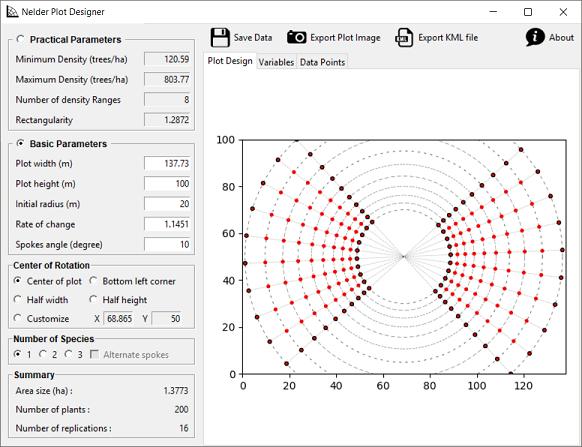 Nelder Plot Designer
Practical Parameters
Minimum Density (trees/ha) 120.59
Maximum Density (trees/ha) 803.77
Number of density Ranges 8
Rectangularity 1.2872
Basic Parameters
Plot width (m) 137.73
Plot height (m) 100
Initial radius (m) 20
Rate of change 1.1451
Spokes angle (degree) 10
Center of Rotation
Center of plot Bottom left corner
Half width Half height
Customize X 68.865 Y 50
Number of Species
1 2 3 Alternate spokes
Summary
Area size (ha) : 1.3773
Number of plants : 200
Number of replications : 16
Save Data Export Plot Image KML Export KML file i About
Plot Design Variables Data Points
100
80
60
40
20
0
0 20 40 60 80 100 120